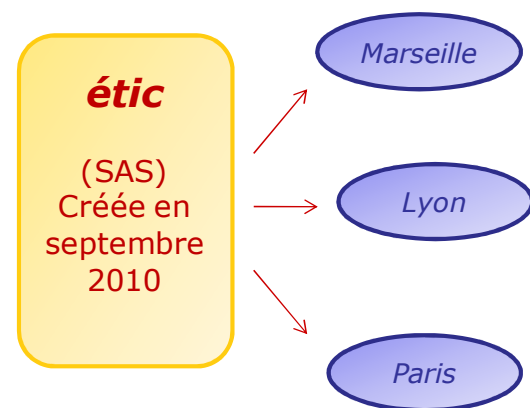 étic
(SAS)
Créée en
septembre
2010
Marseille
Lyon
Paris